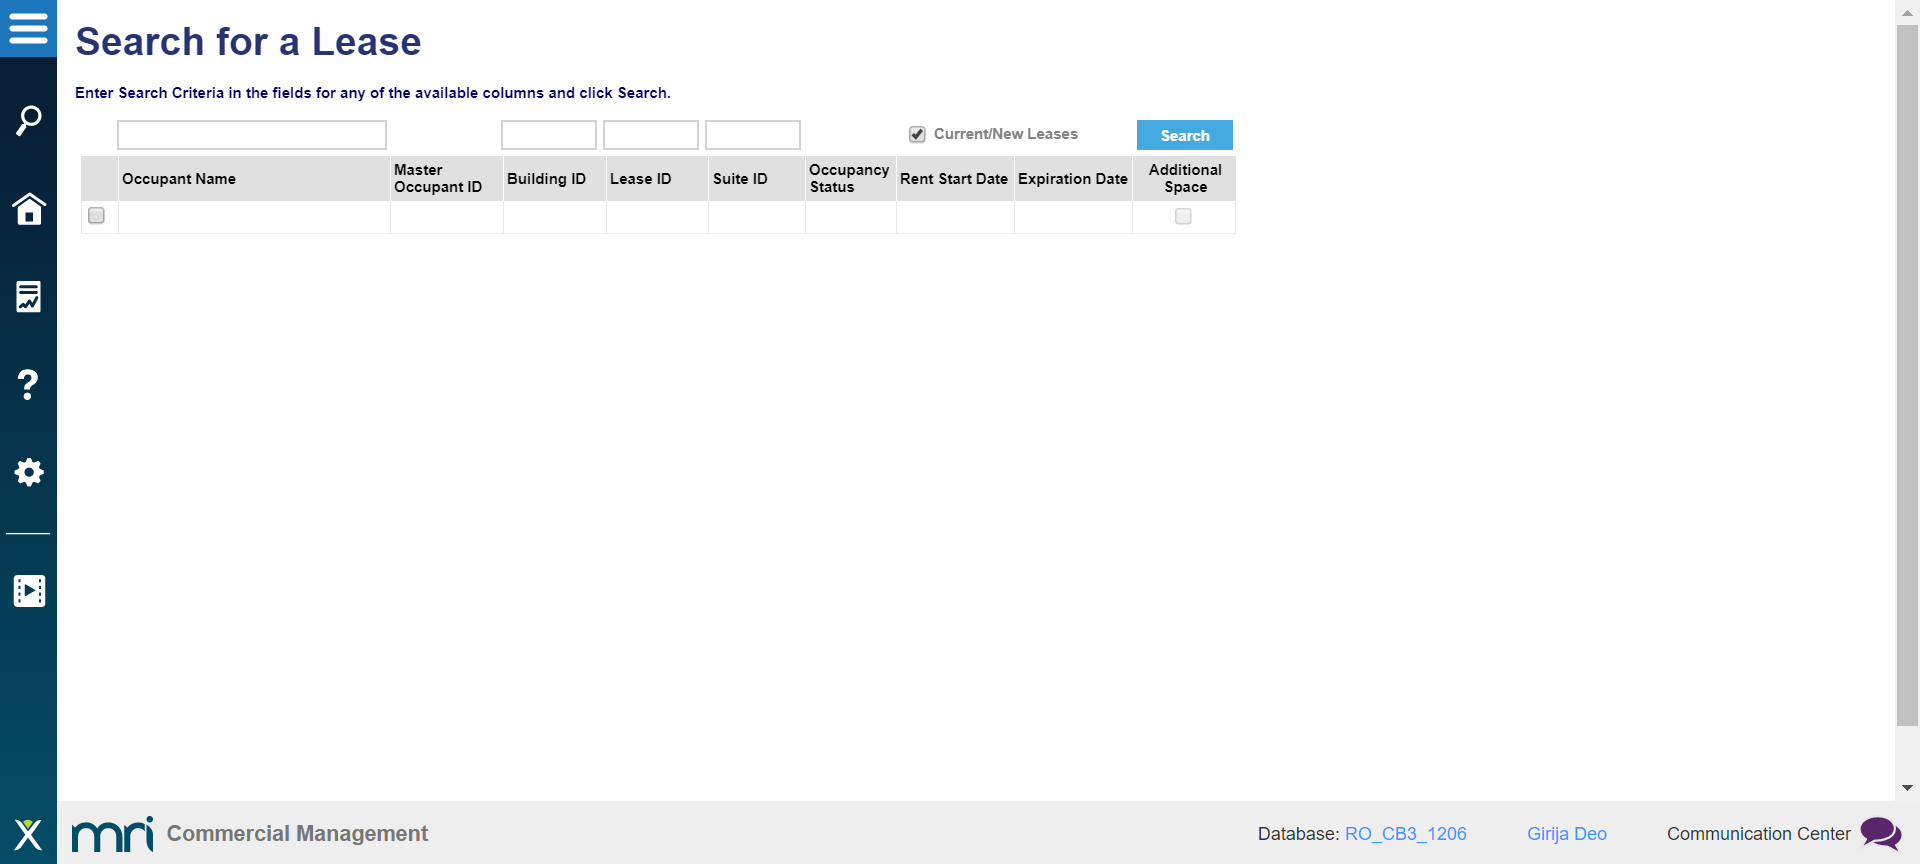 Search for a Lease
Enter Search Criteria in the fields for any of the available columns and click Search.
Current/New Leases
Search
Occupant Name
Master
Occupant ID
Building ID
Lease ID
Suite ID
Occupancy
Status
Rent Start Date
Expiration Date
Additional
Space
mri Commercial Management
Database: RO_CB3_1206
Girija Deo
Communication Center